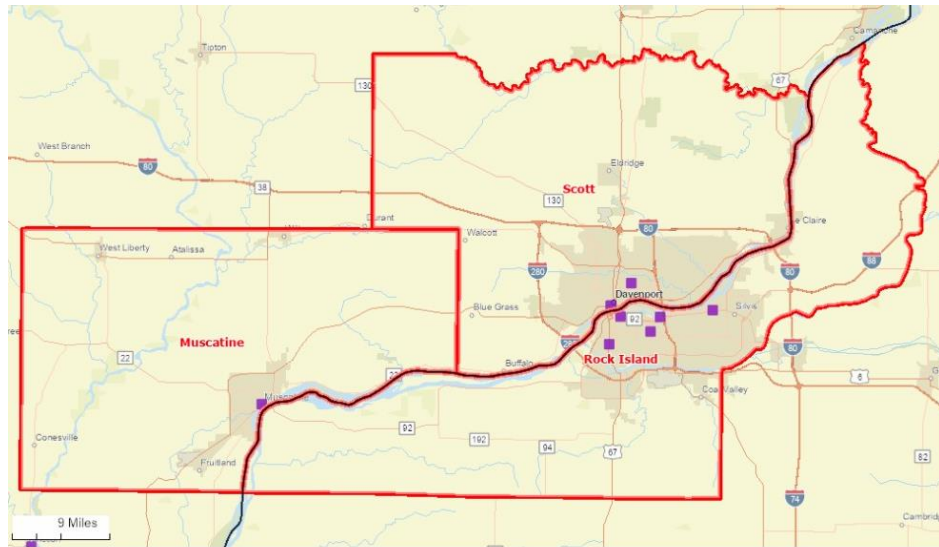 Camanche
67
Tipton
130
West Branch
80
38
Eldridge
Scott
130
Durant
Walcott
80
e Claire
West Liberty
Atalissa
280
80
88
Davenport
Blue Grass
92
Silvis
Muscatine
22
Rock Island
80
Buffalo
6
22
Coal Valley
Conesville
92
192
94
67
Fruitland
82
74
9 Miles
Cambrid